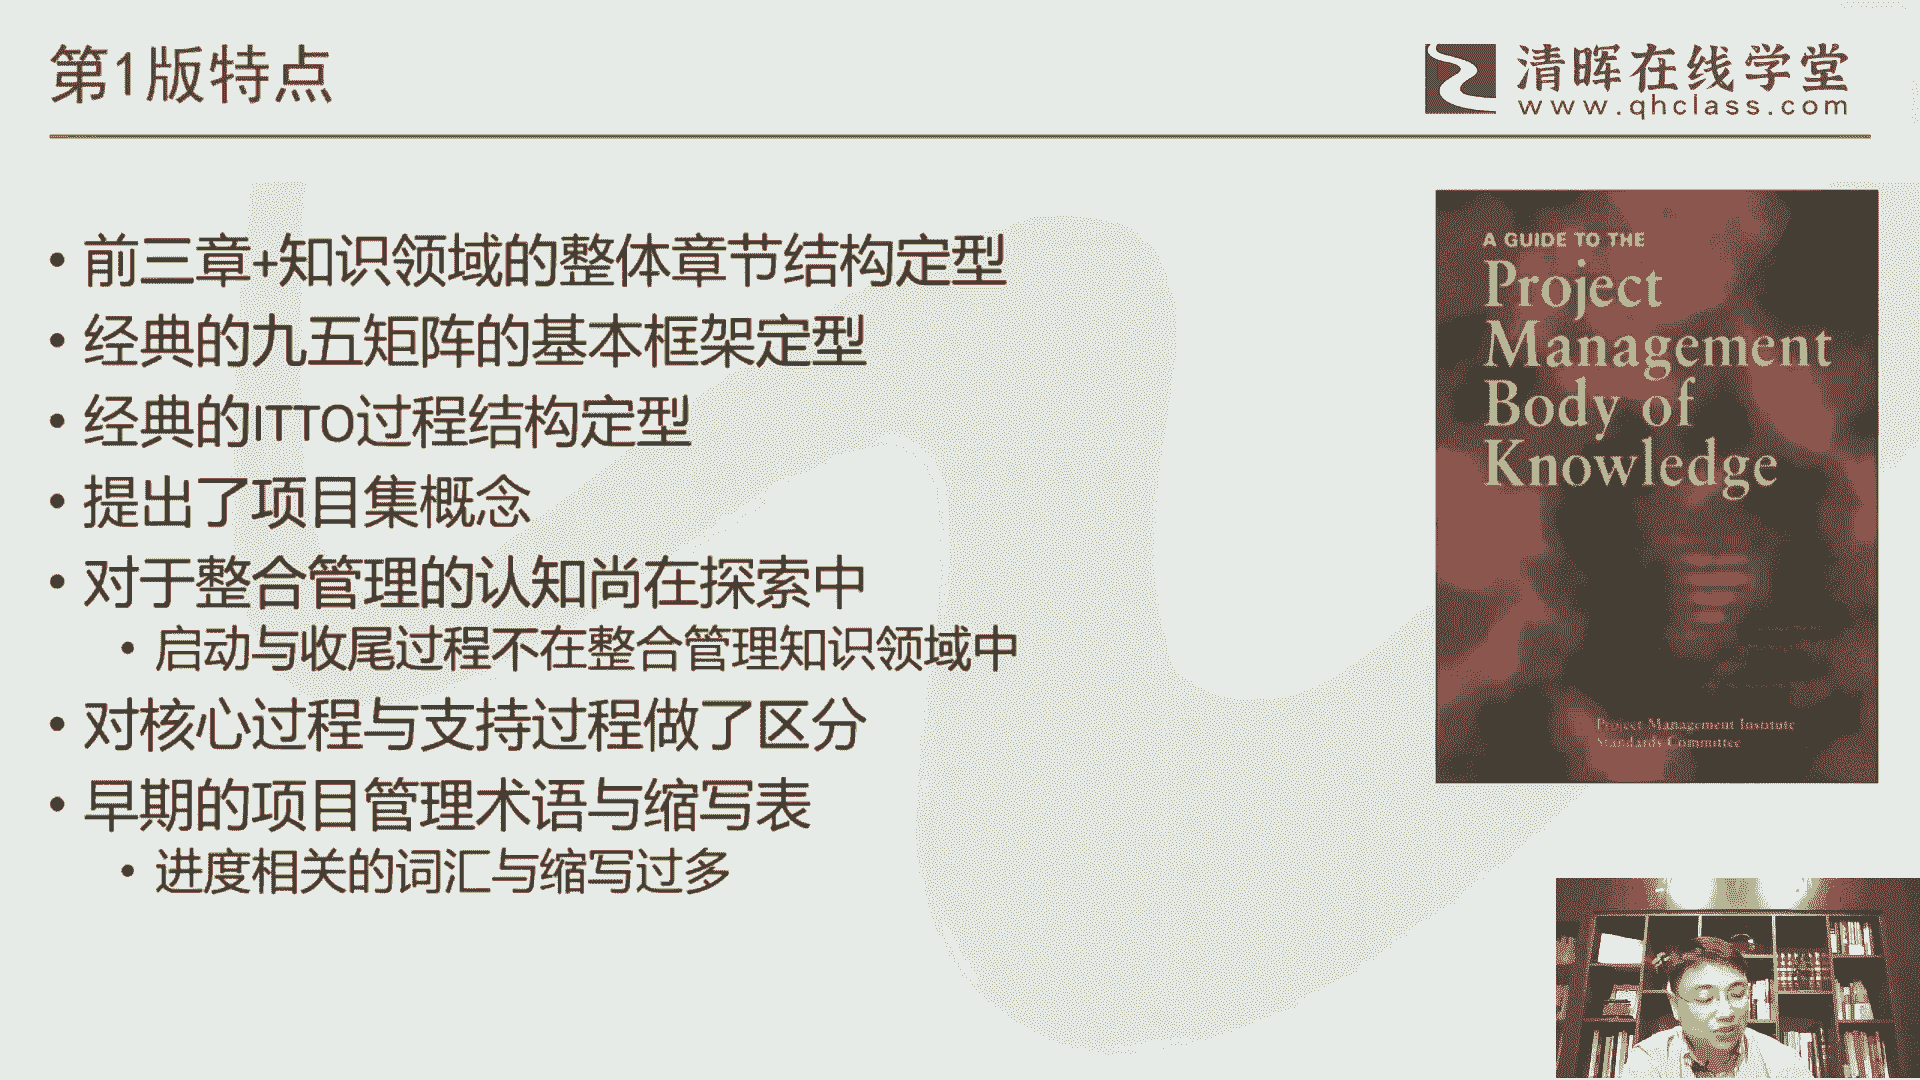 第1版特点
清晖在线学堂
www.qhclass.com
• 前三章+知识领域的整体章节结构定型
• 经典的九五矩阵的基本框架定型
• 经典的ITTO过程结构定型
• 提出了项目集概念
• 对于整合管理的认知尚在探索中
• 启动与收尾过程不在整合管理知识领域中
• 对核心过程与支持过程做了区分
• 早期的项目管理术语与缩写表
• 进度相关的词汇与缩写过多
A GUIDE TO THE
Project
Management
Body of
Knowledge
Project Management Institute
Standards Committee